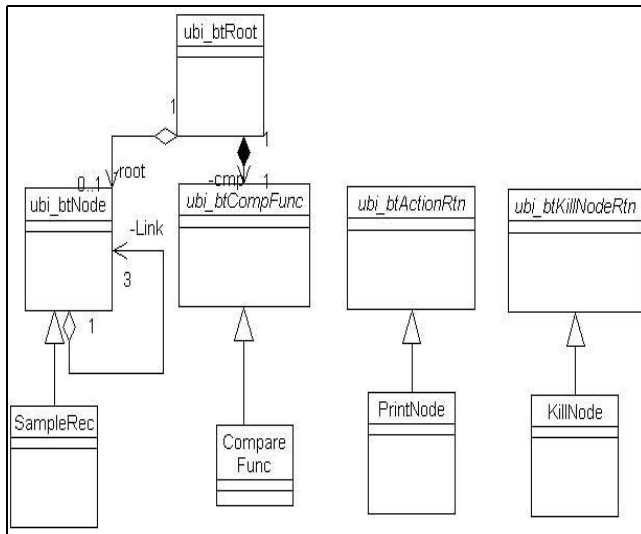 ubi_btRoot
1
1
-root
0..1
-cmp
1
ubi_btNode
ubi_btCompFunc
ubi_btActionRtn
ubi_btKillNodeRtn
-Link
3
1
SampleRec
Compare
Func
PrintNode
KillNode